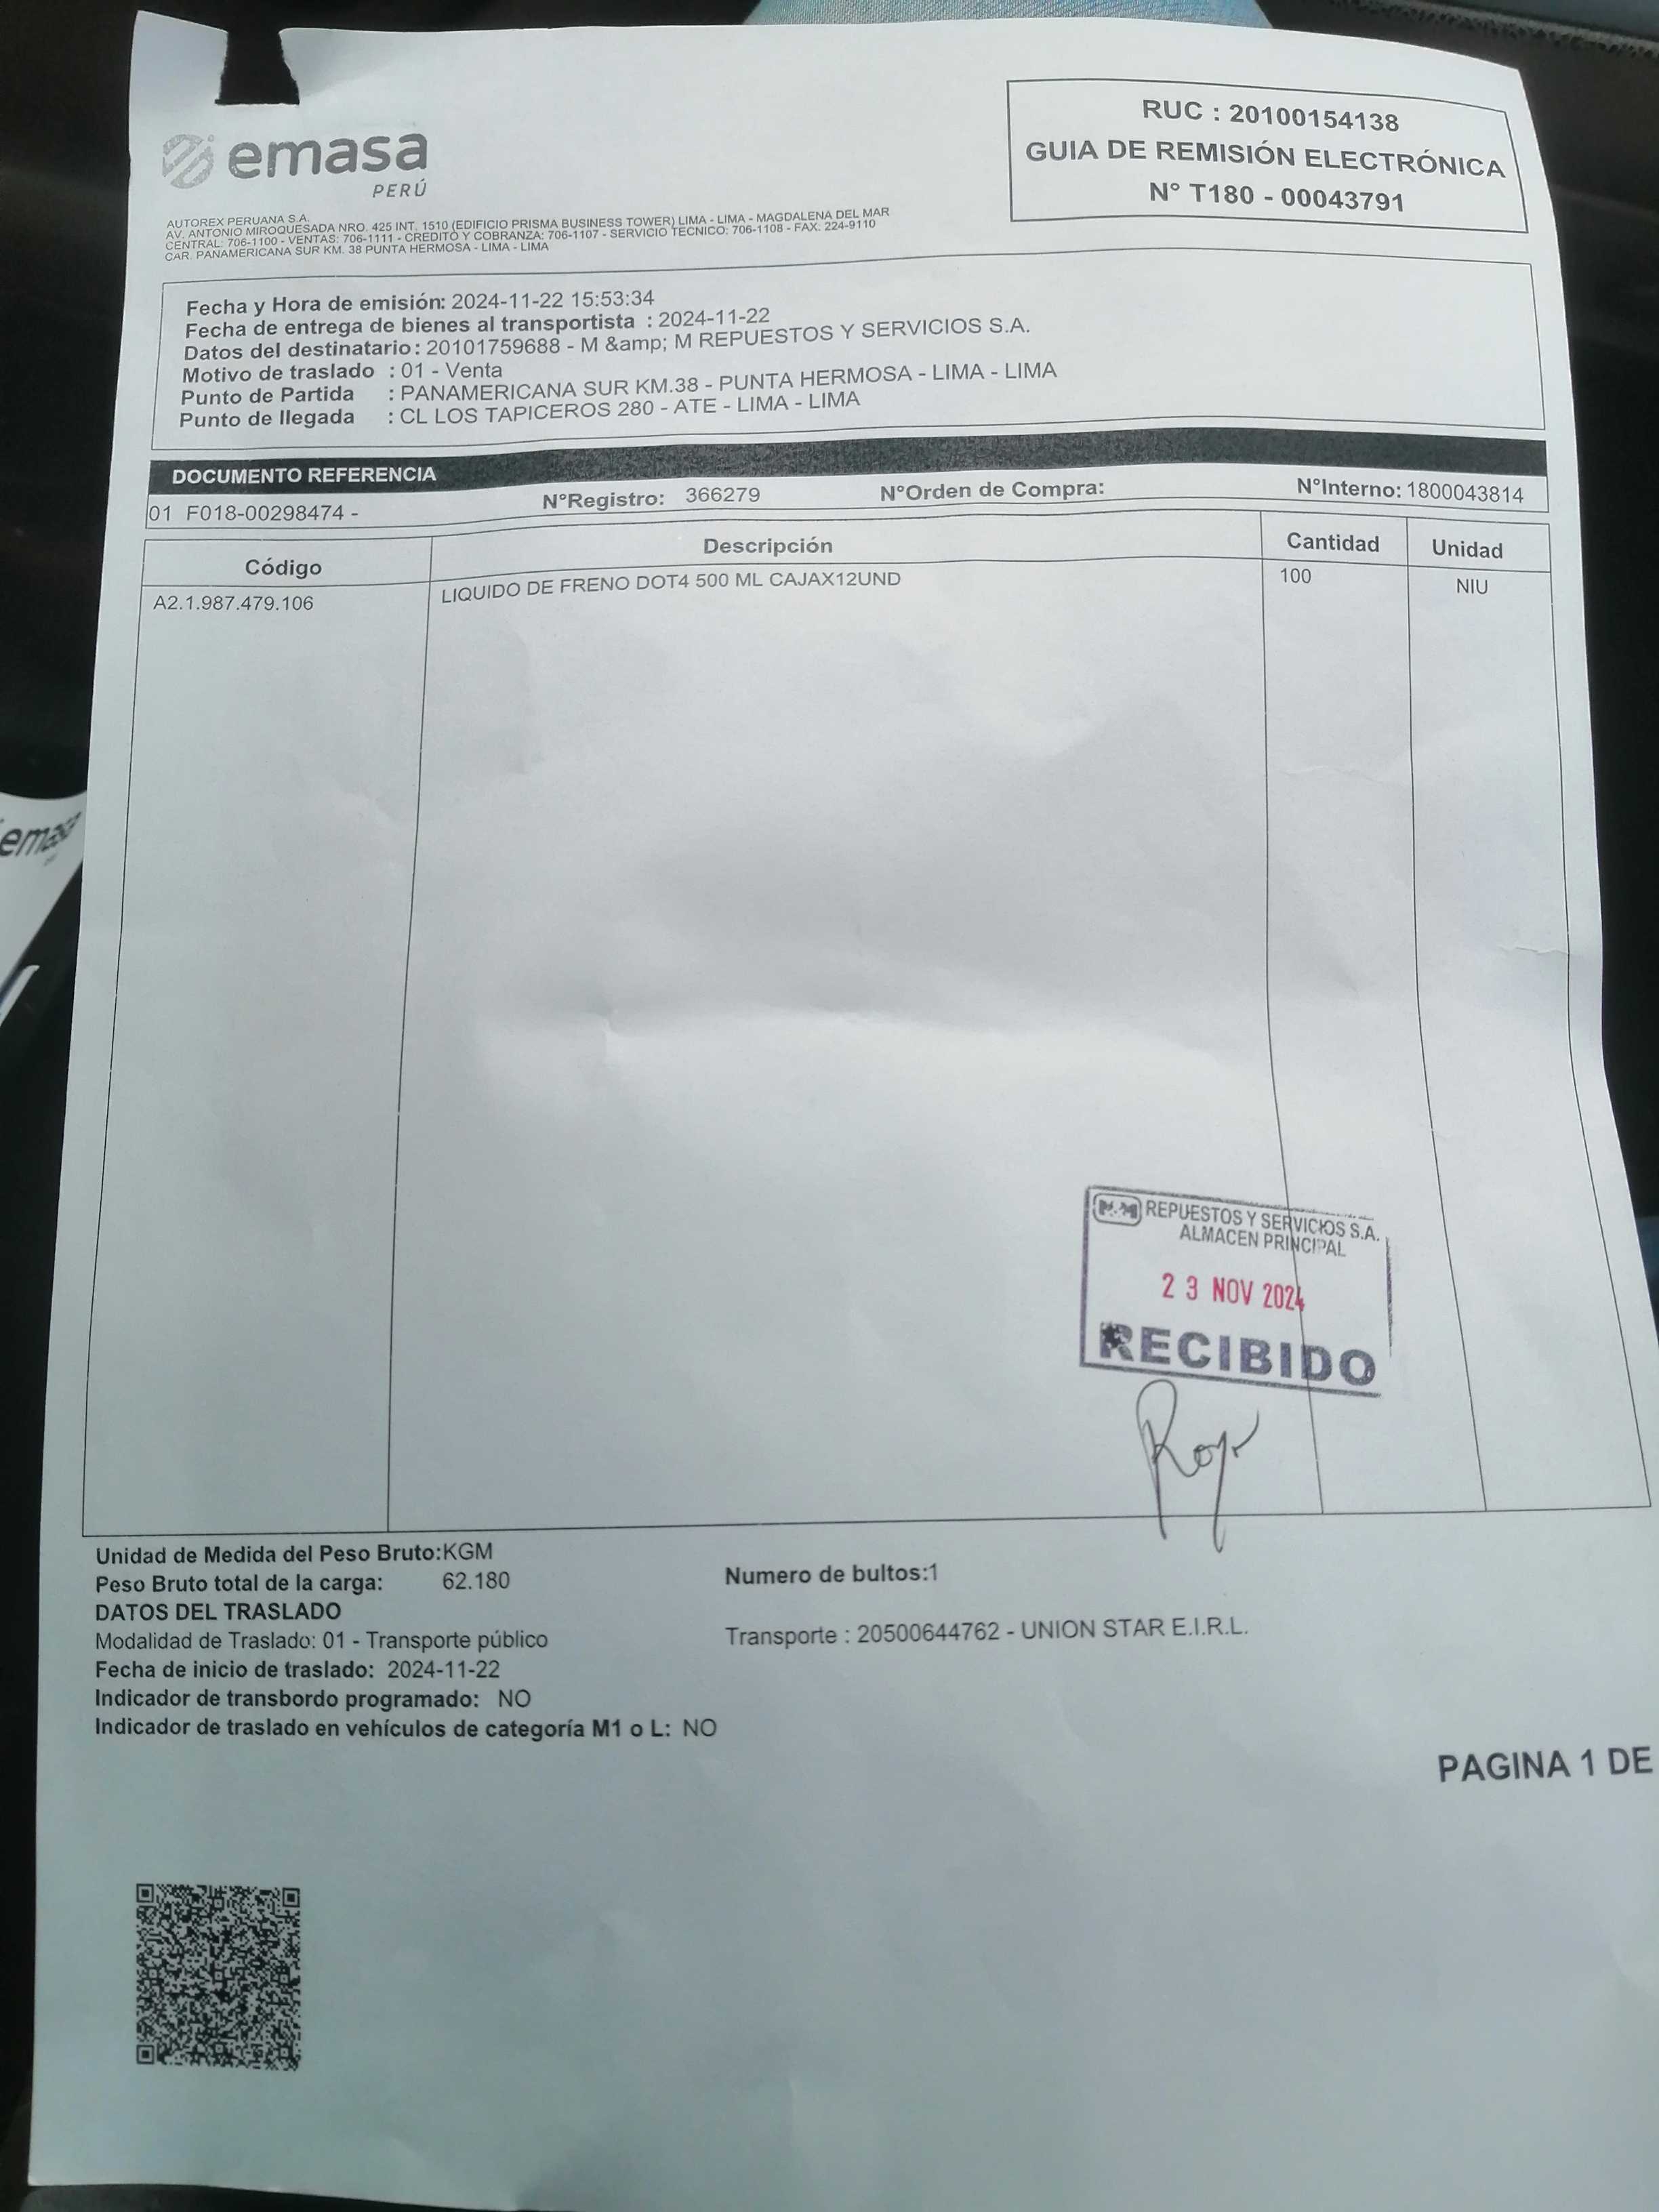 emasa
PERÚ
AUTOREX PERUANA S.A.
AV. ANTONIO MIROQUESADA NRO. 425 INT. 1510 (EDIFICIO PRISMA BUSINESS TOWER) LIMA - LIMA - MAGDALENA DEL MAR
CENTRAL: 706-1100 - VENTAS: 706-1111 - CREDITO Y COBRANZA: 706-1107 - SERVICIO TECNICO: 706-1108 - FAX. 224-9110
CAR. PANAMERICANA SUR KM. 38 PUNTA HERMOSA - LIMA - LIMA
RUC : 20100154138
GUIA DE REMISIÓN ELECTRÓNICA
N° T180 - 00043791
Fecha y Hora de emisión: 2024-11-22 15:53:34
Fecha de entrega de bienes al transportista : 2024-11-22
Datos del destinatario: 20101759688 - M &amp; M REPUESTOS Y SERVICIOS S.A.
Motivo de traslado : 01 - Venta
Punto de Partida : PANAMERICANA SUR KM.38 - PUNTA HERMOSA - LIMA - LIMA
Punto de llegada : CL LOS TAPICEROS 280 - ATE - LIMA - LIMA
DOCUMENTO REFERENCIA
01 F018-00298474 - N°Registro: 366279 N°Orden de Compra: N°Interno: 1800043814
Código Descripción Cantidad Unidad
A2.1.987.479.106 LIQUIDO DE FRENO DOT4 500 ML CAJAX12UND 100 NIU
emasa
M&M REPUESTOS Y SERVICIOS S.A.
ALMACEN PRINCIPAL
23 NOV 2024
RECIBIDO
Unidad de Medida del Peso Bruto:KGM
Peso Bruto total de la carga: 62.180 Numero de bultos:1
DATOS DEL TRASLADO
Modalidad de Traslado: 01 - Transporte público Transporte : 20500644762 - UNION STAR E.I.R.L.
Fecha de inicio de traslado: 2024-11-22
Indicador de transbordo programado: NO
Indicador de traslado en vehículos de categoría M1 o L: NO
PAGINA 1 DE